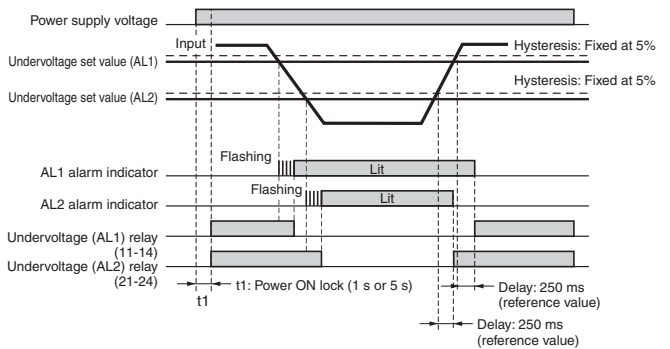 Power supply voltage
Input
Hysteresis: Fixed at 5%
Undervoltage set value (AL1)
Hysteresis: Fixed at 5%
Undervoltage set value (AL2)
Flashing
Lit
AL1 alarm indicator
Flashing
Lit
AL2 alarm indicator
Undervoltage (AL1) relay
(11-14)
Undervoltage (AL2) relay
(21-24)
t1: Power ON lock (1 s or 5 s)
t1
Delay: 250 ms
(reference value)
Delay: 250 ms
(reference value)